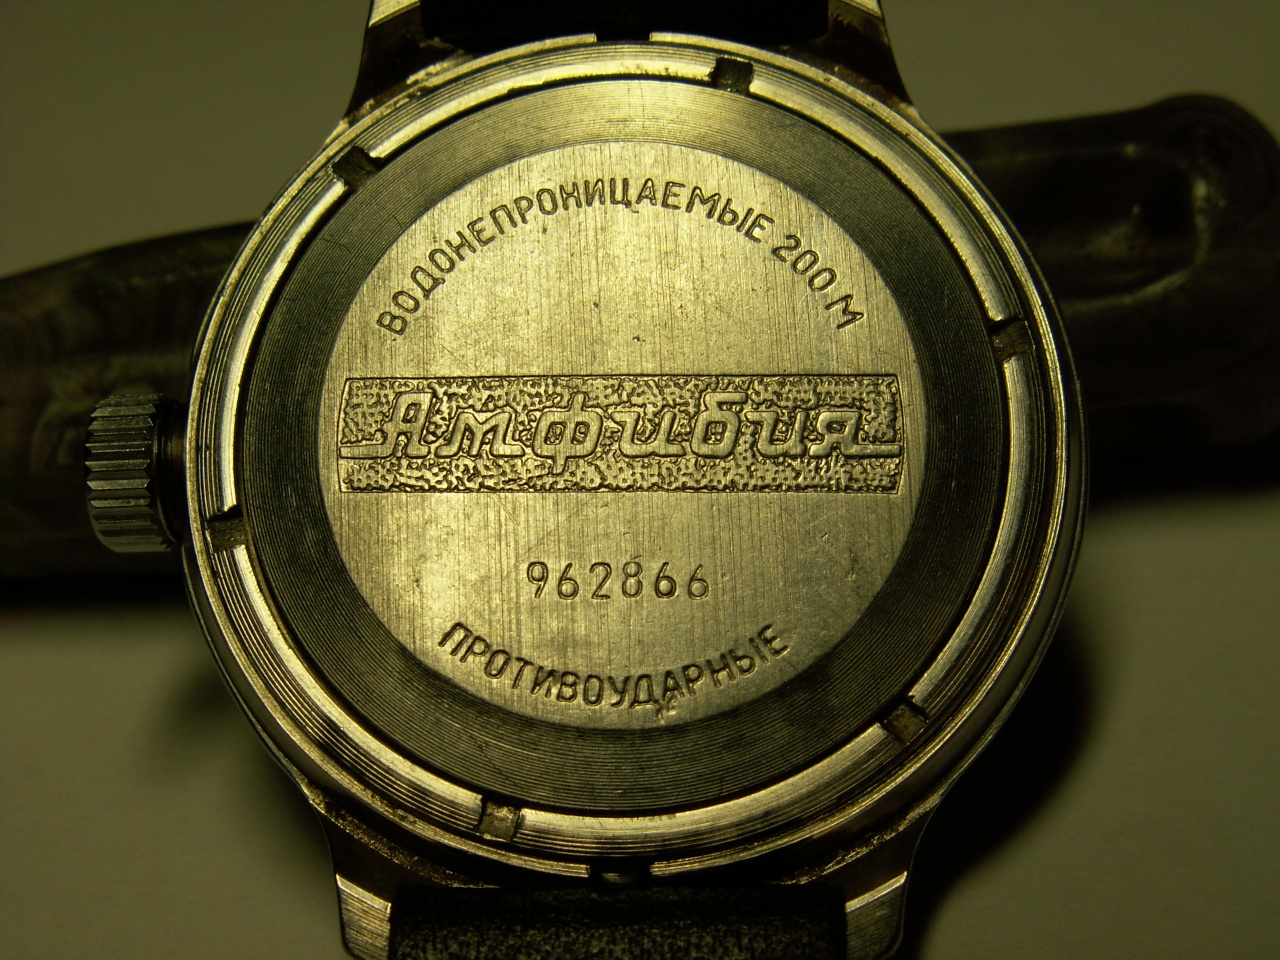 ВОДОНЕПРОНИЦАЕМЫЕ 200 М
Амфибия
962866
ПРОТИВОУДАРНЫЕ